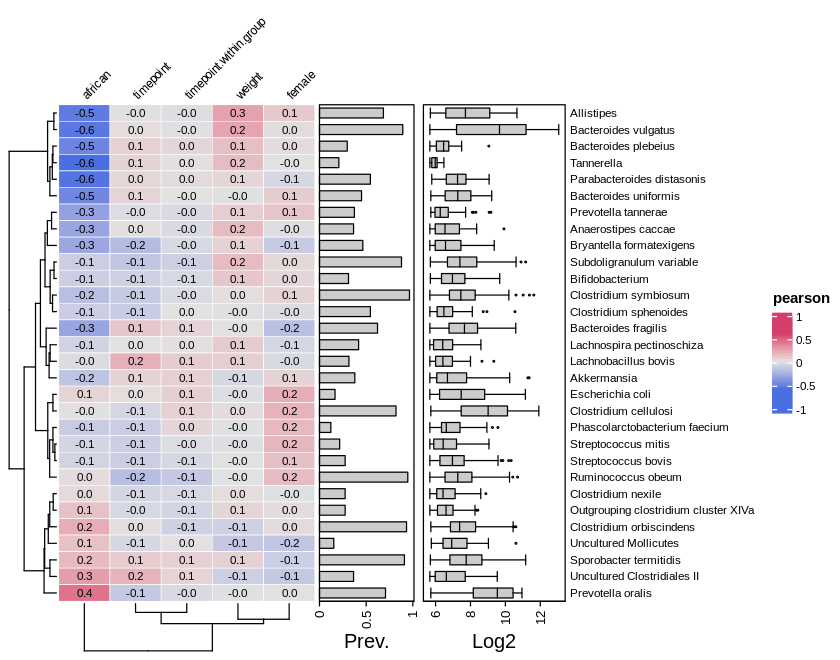 african timepoint timepoint.within.group weight female
-0.5 -0.0 -0.0 0.3 0.1 Allistipes
-0.6 0.0 -0.0 0.2 0.0 Bacteroides vulgatus
-0.5 0.1 0.0 0.1 0.0 Bacteroides plebeius
-0.6 0.1 0.0 0.2 -0.0 Tannerella
-0.6 0.0 0.0 0.1 -0.1 Parabacteroides distasonis
-0.5 0.1 -0.0 -0.0 0.1 Bacteroides uniformis
-0.3 -0.0 -0.0 0.1 0.1 Prevotella tannerae
-0.3 0.0 -0.0 0.2 -0.0 Anaerostipes caccae
-0.3 -0.2 -0.0 0.1 -0.1 Bryantella formatexigens
-0.1 -0.1 -0.1 0.2 0.0 Subdoligranulum variable
-0.1 -0.1 -0.1 0.1 0.0 Bifidobacterium
-0.2 -0.1 -0.0 0.0 0.1 Clostridium symbiosum
-0.1 -0.1 0.0 -0.0 -0.0 Clostridium sphenoides
-0.3 0.1 0.1 -0.0 -0.2 Bacteroides fragilis
-0.1 0.0 0.0 0.1 -0.1 Lachnospira pectinoschiza
-0.0 0.2 0.1 0.1 -0.0 Lachnobacillus bovis
-0.2 0.1 0.1 -0.1 0.1 Akkermansia
0.1 0.0 0.1 -0.0 0.2 Escherichia coli
-0.0 -0.1 0.1 0.0 0.2 Clostridium cellulosi
-0.1 -0.1 0.0 -0.0 0.2 Phascolarctobacterium faecium
-0.1 -0.1 -0.0 -0.0 0.2 Streptococcus mitis
-0.1 -0.1 -0.1 -0.0 0.1 Streptococcus bovis
0.0 -0.2 -0.1 -0.0 0.2 Ruminococcus obeum
0.0 -0.1 -0.1 0.0 -0.0 Clostridium nexile
0.1 -0.0 -0.1 0.1 0.0 Outgrouping clostridium cluster XIVa
0.2 0.0 -0.1 -0.1 0.0 Clostridium orbiscindens
0.1 -0.1 0.0 -0.1 -0.2 Uncultured Mollicutes
0.2 0.1 0.1 0.1 -0.1 Sporobacter termitidis
0.3 0.2 0.1 -0.1 -0.1 Uncultured Clostridiales II
0.4 -0.1 -0.0 -0.0 0.0 Prevotella oralis
0 0.5 1 6 8 10 12
Prev. Log2
pearson
1
0.5
0
-0.5
-1